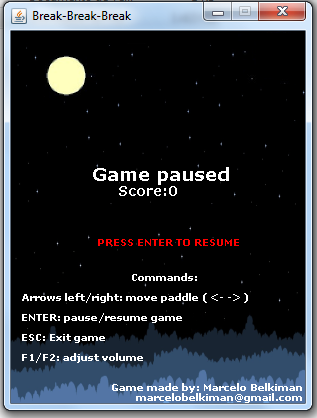 Break-Break-Break
Game paused
Score:0
PRESS ENTER TO RESUME
Commands:
Arrows left/right: move paddle ( <- -> )
ENTER: pause/resume game
ESC: Exit game
F1/F2: adjust volume
Game made by: Marcelo Belkiman
marcelobelkiman@gmail.com